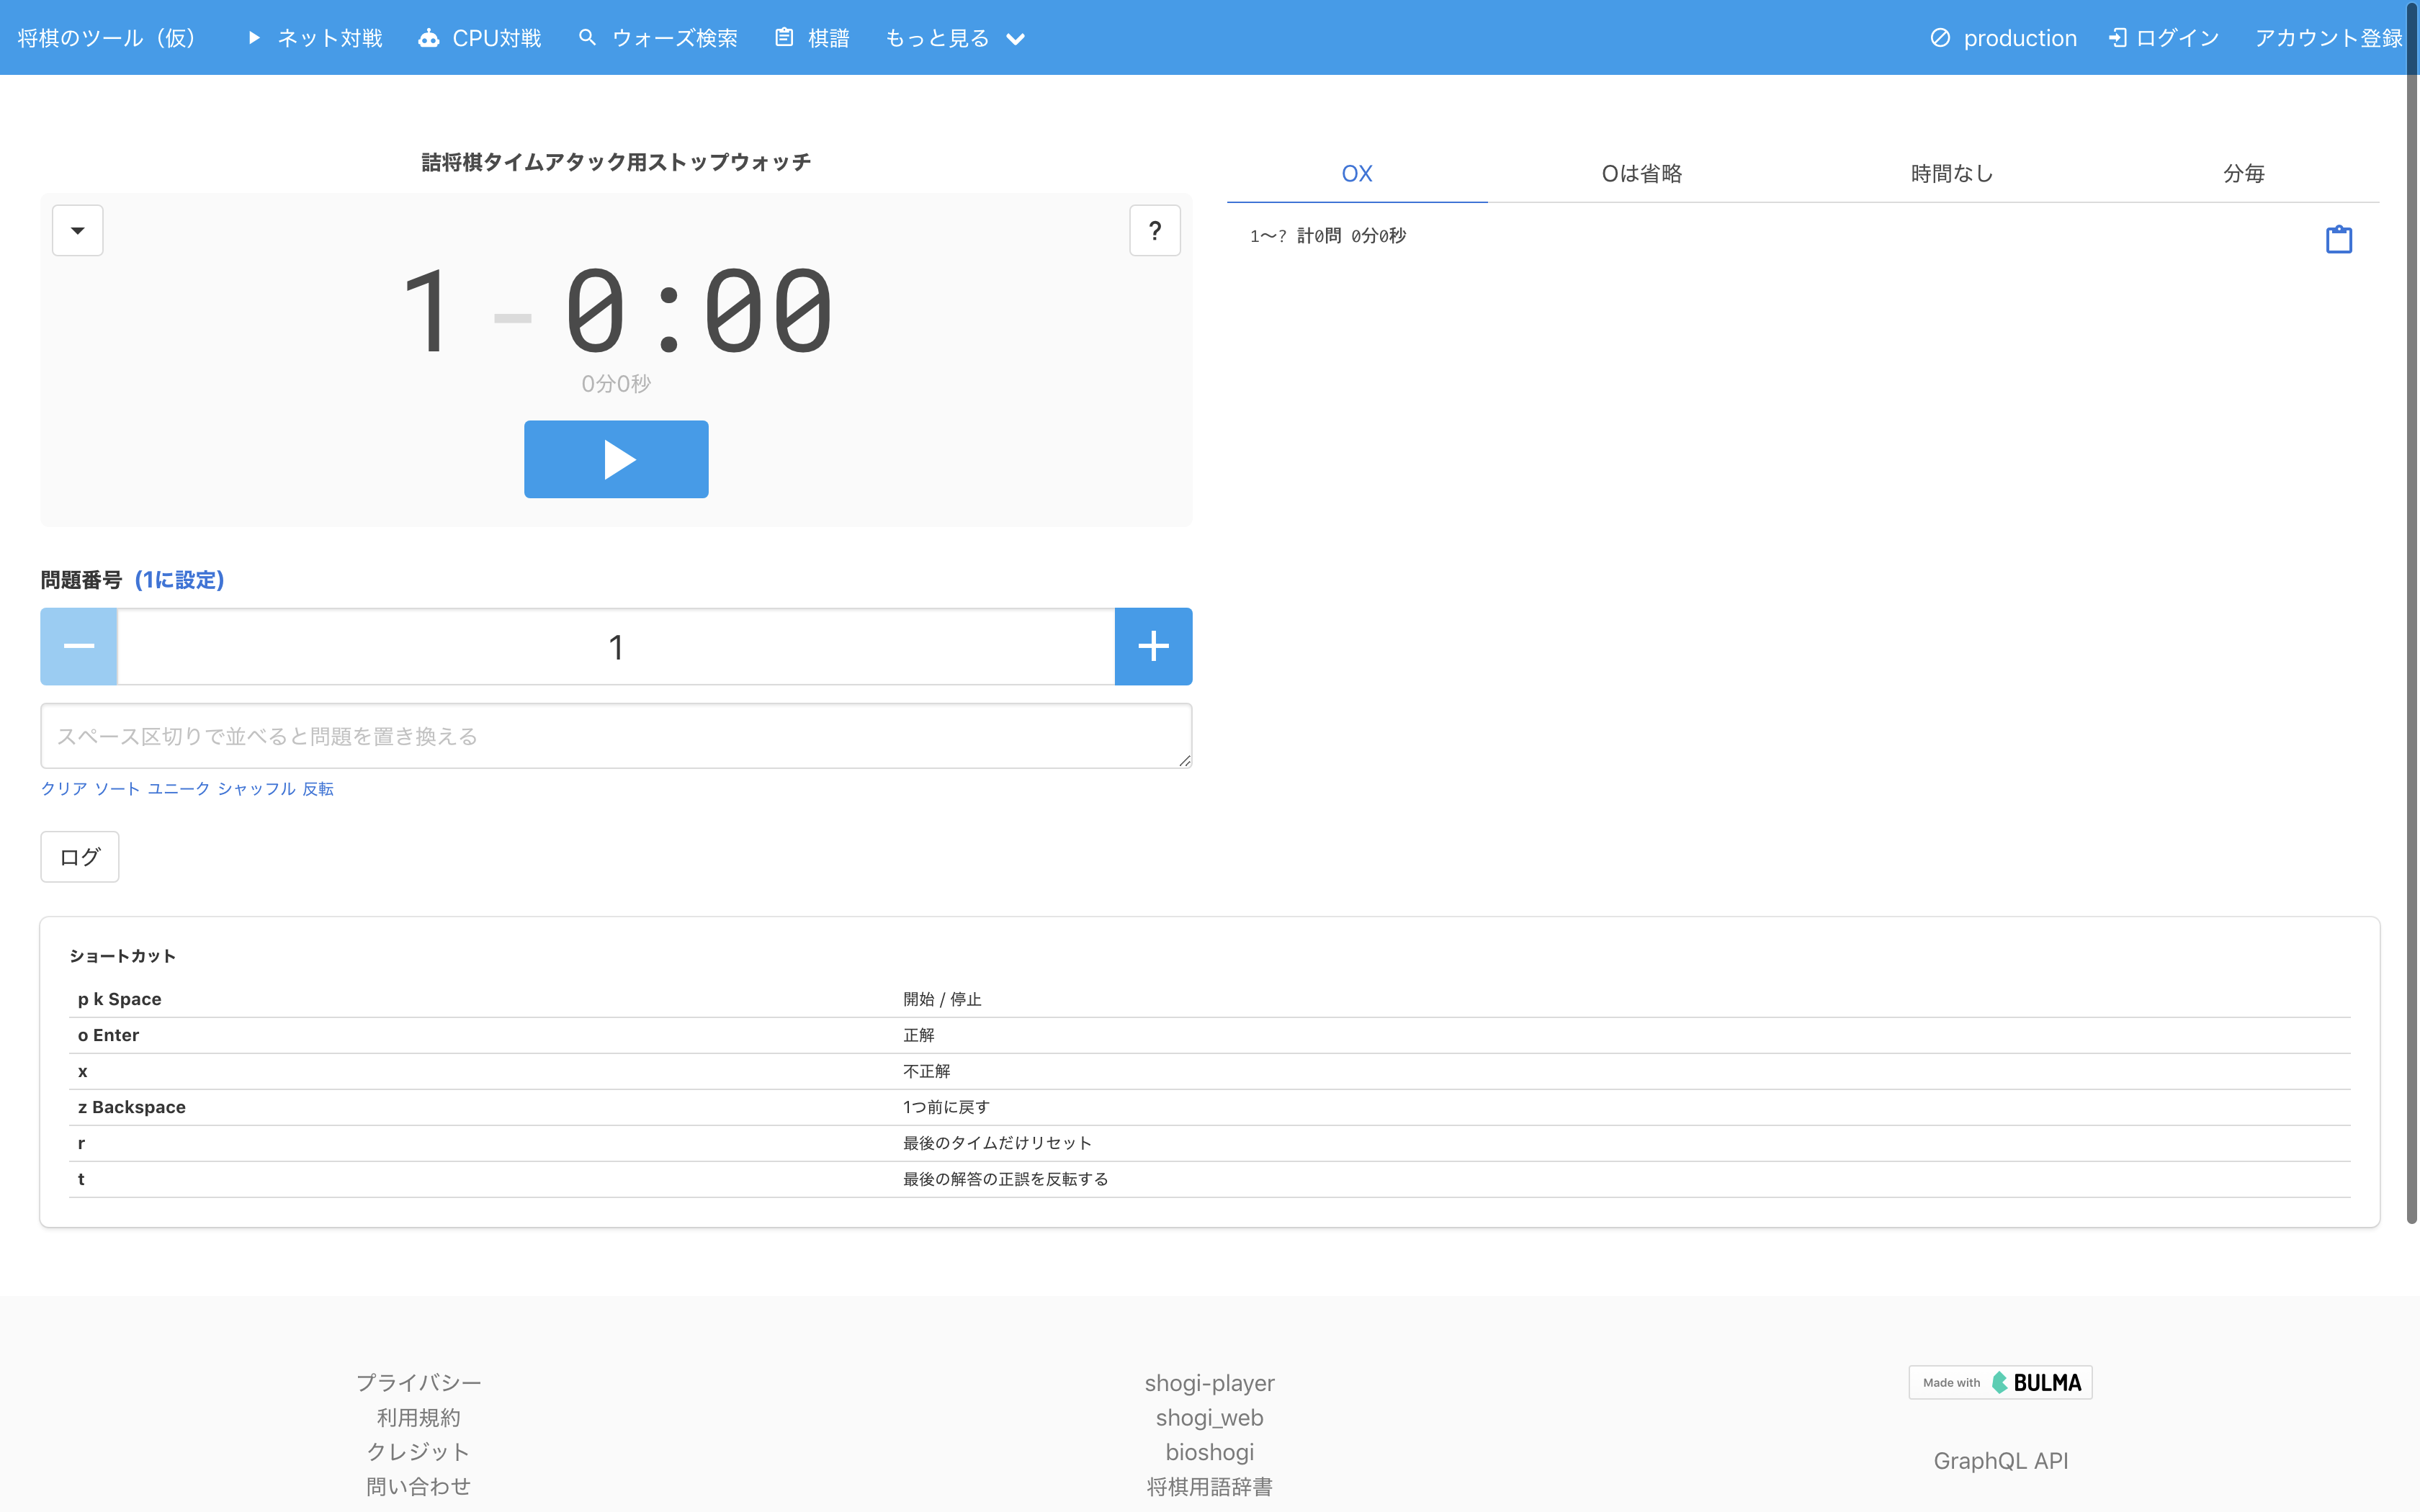 将棋のツール（仮） ネット対戦 CPU対戦 ウォーズ検索 棋譜 もっと見る production ログイン アカウント登録
詰将棋タイムアタック用ストップウォッチ
?
1 - 0:00
0分0秒
問題番号 (1に設定)
1
スペース区切りで並べると問題を置き換える
クリア ソート ユニーク シャッフル 反転
ログ
OX Oは省略 時間なし 分毎
1〜? 計0問 0分0秒
ショートカット
p k Space 開始 / 停止
o Enter 正解
x 不正解
z Backspace 1つ前に戻す
r 最後のタイムだけリセット
t 最後の解答の正誤を反転する
プライバシー
利用規約
クレジット
問い合わせ
shogi-player
shogi_web
bioshogi
将棋用語辞書
Made with BULMA
GraphQL API